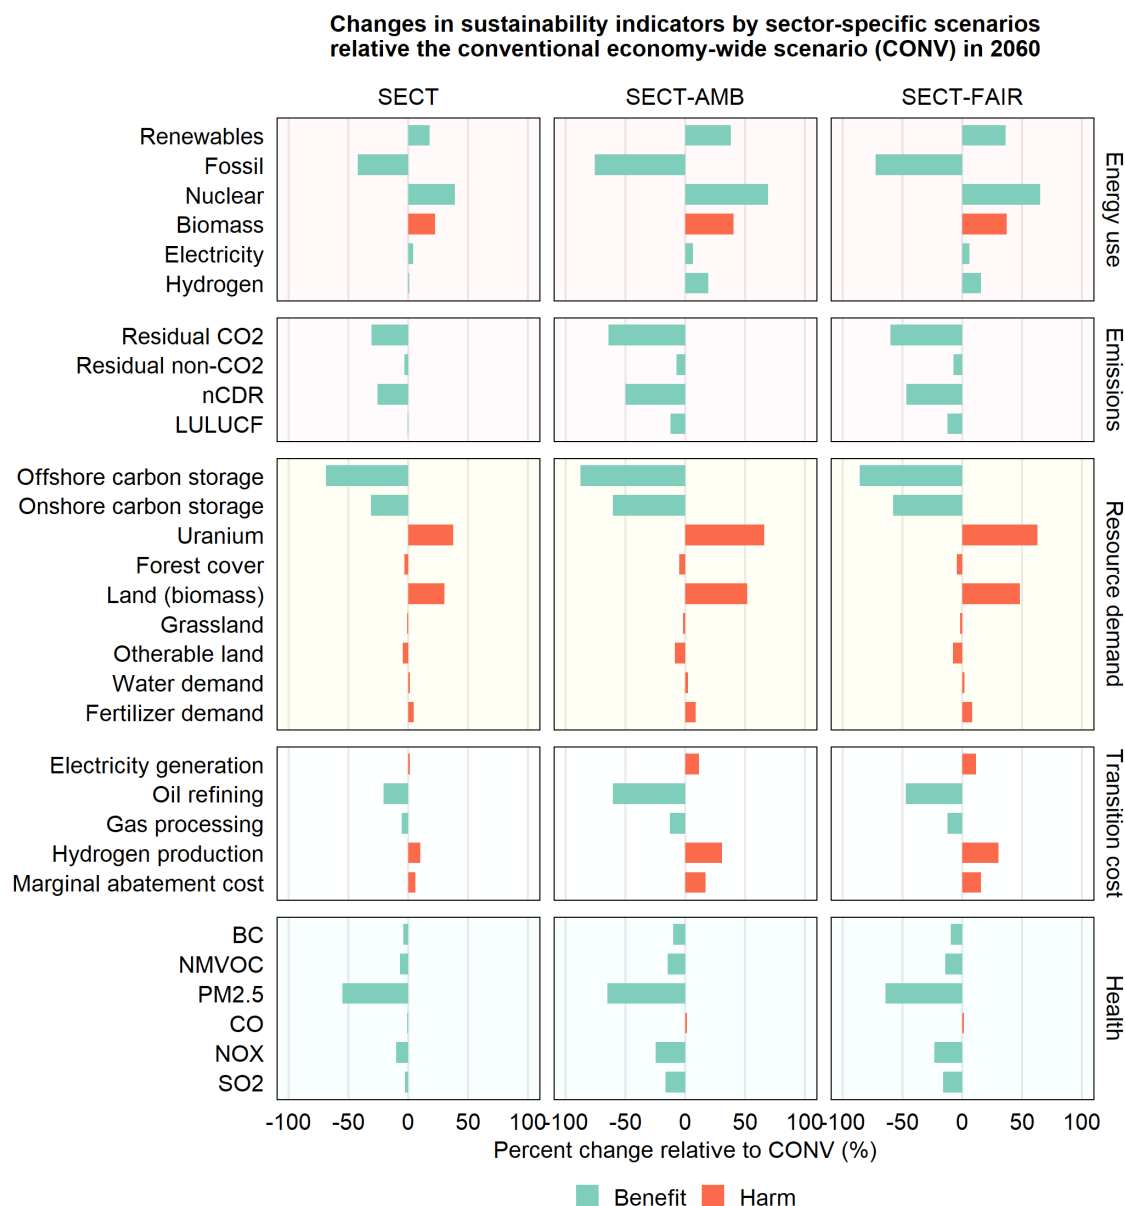 Changes in sustainability indicators by sector-specific scenarios
relative the conventional economy-wide scenario (CONV) in 2060
SECT
SECT-AMB
SECT-FAIR
Renewables
Fossil
Nuclear
Biomass
Electricity
Hydrogen
Energy use
Residual CO2
Residual non-CO2
nCDR
LULUCF
Emissions
Offshore carbon storage
Onshore carbon storage
Uranium
Forest cover
Land (biomass)
Grassland
Otherable land
Water demand
Fertilizer demand
Resource demand
Electricity generation
Oil refining
Gas processing
Hydrogen production
Marginal abatement cost
Transition cost
BC
NMVOC
PM2.5
CO
NOX
SO2
Health
-100 -50 0 50 100
-100 -50 0 50 100
-100 -50 0 50 100
Percent change relative to CONV (%)
Benefit
Harm